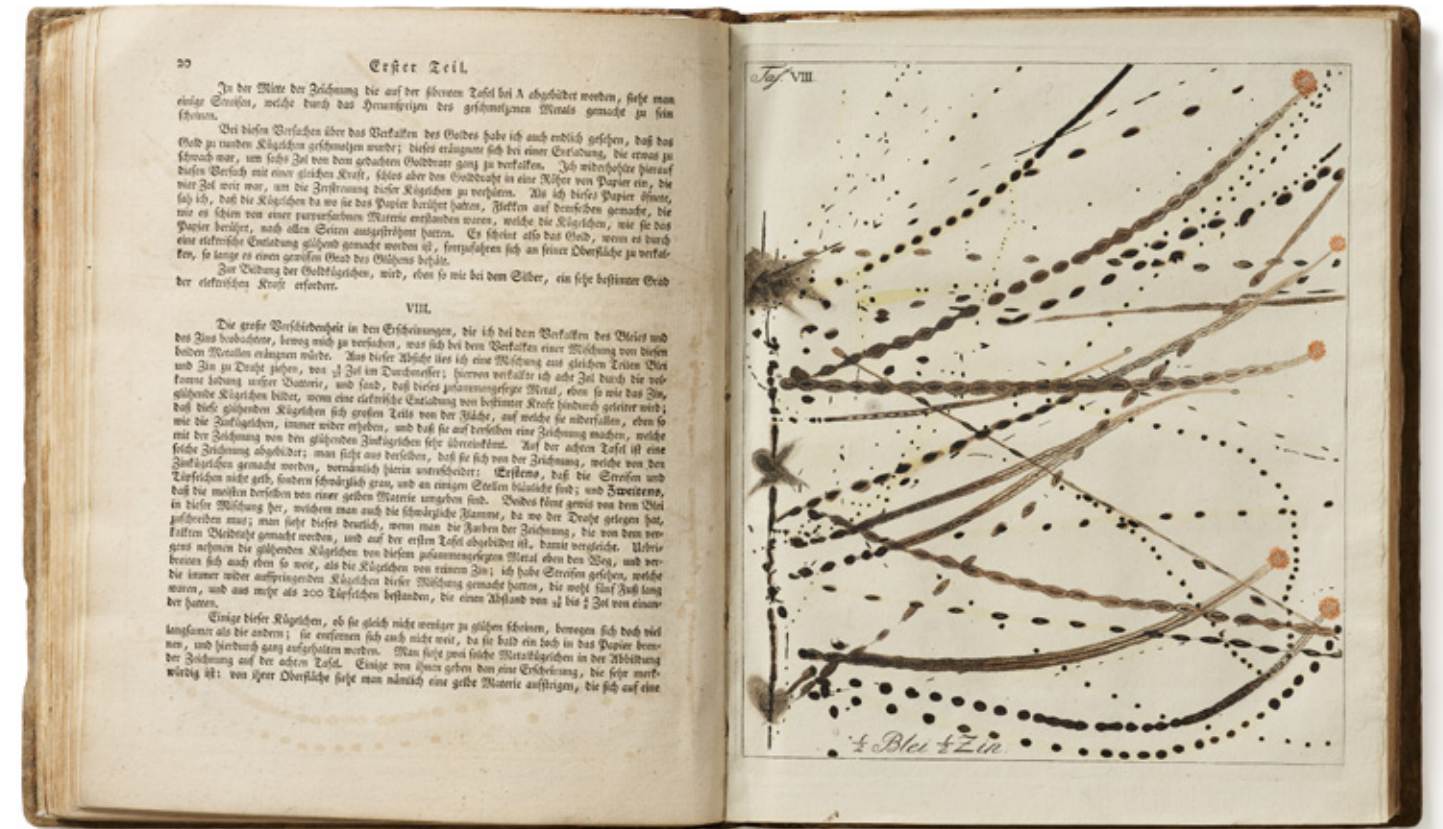 20
Erster Teil.
In der Mitte der Zeichnung die auf der sibenten Tafel bei A abgebildet worden, siehet man
einige Streifen, welche durch das Herumsprizen des geschmolzenen Metals gemacht zu sein
scheinen.
Bei diesen Versuchen über das Verkalken des Goldes habe ich auch endlich gesehen, daß das
Gold zu runden Kügelchen geschmolzen wurde; dieses eräugnete sich bei einer Entladung, die etwas zu
schwach war, um sechs Zol von dem gedachten Golddrate ganz zu verkalken. Ich widerhohlte hierauf
diesen Versuch mit einer gleichen Kraft, schlos aber den Golddrat in eine Röhre von Papier ein, die
vier Zol weit war, um die Zerstreuung dieser Kügelchen zu verhüten. Als ich dieses Papier öfnete,
sah ich, daß die Kügelchen da wo sie das Papier berührt hatten, Flekken auf demselben gemacht, die
wie es schien von einer purpurfarbnen Materie entstanden waren, welche die Kügelchen, wie sie das
Papier berührt, nach allen Seiten ausgeströhmt hatten. Es scheint also das Gold, wenn es durch
eine elektrische Entladung glühend gemacht worden ist, fortzufahren sich an seiner Oberfläche zu verkal-
ken, so lange es einen gewissen Grad des Glühens behält.
Zur Bildung der Goldkügelchen, wird, eben so wie bei dem Silber, ein sehr bestimter Grad
der elektrischen Kraft erfordert.
VIII.
Die große Verschiedenheit in den Erscheinungen, die ich bei dem Verkalken des Bleies und
des Zins beobachtete, bewog mich zu versuchen, was sich bei dem Verkalken einer Mischung von diesen
beiden Metallen eräugnen würde. Aus dieser Absicht lies ich eine Mischung aus gleichen Teilen Blei
und Zin zu Draht ziehen, von Zol im Durchmesser; hiervon verkalkte ich acht Zol durch die vol-
komne Ladung unsrer Batterie, und fand, daß dieses zusammengesezte Metal, eben so wie das Zin,
glühende Kügelchen bildet, wenn eine elektrische Entladung von bestimter Kraft hindurch geleitet wird;
daß diese glühenden Kügelchen sich großen Teils von der Fläche, auf welche sie niderfallen, eben so
wie die Zinkügelchen, immer wider erheben, und daß sie auf derselben eine Zeichnung machen, welche
mit der Zeichnung von den glühenden Zinkügelchen sehr übereinkömt. Auf der achten Tafel ist eine
solche Zeichnung abgebildet; man sieht aus derselben, daß sie sich von der Zeichnung, welche von den
Zinkügelchen gemacht worden, vornämlich hierin unterscheidet: Erstens, daß die Streifen und
Tüpfelchen nicht gelb, sondern schwärzlich grau, und an einigen Stellen bläulicht sind; und Zweitens,
daß die meisten derselben von einer gelben Materie umgeben sind. Beides kömt gewis von dem Blei
in dieser Mischung her, welchem man auch die schwärzliche Flamme, da wo der Draht gelegen hat,
zuschreiben mus; man sieht dieses deutlich, wenn man die Farben der Zeichnung, die von dem ver-
kalkten Bleidraht gemacht worden, und auf der ersten Tafel abgebildet ist, damit vergleicht. Uebri-
gens nehmen die glühenden Kügelchen von diesem zusammengesezten Metal eben den Weg, und ver-
breiten sich auch eben so weit, als die Kügelchen von reinem Zin; ich habe Streifen gesehen, welche
die immer wider aufspringenden Kügelchen dieser Mischung gemacht hatten, die wohl fünf Fuß lang
waren, und aus mehr als 200 Tüpfelchen bestanden, die einen Abstand von bis Zol von einan-
der hatten.
Einige dieser Kügelchen, ob sie gleich nicht weniger zu glühen scheinen, bewegen sich doch viel
langsamer als die andern; sie entfernen sich auch nicht weit, da sie bald ein Loch in das Papier bren-
nen, und hierdurch ganz aufgehalten werden. Man sieht zwei solche Metalkügelchen in der Abbildung
der Zeichnung auf der achten Tafel. Einige von ihnen geben dan eine Erscheinung, die sehr merk-
würdig ist: von ihrer Oberfläche sieht man nämlich eine gelbe Materie aufsteigen, die sich auf eine
Taf. VIII.
½ Blei ½ Zin.